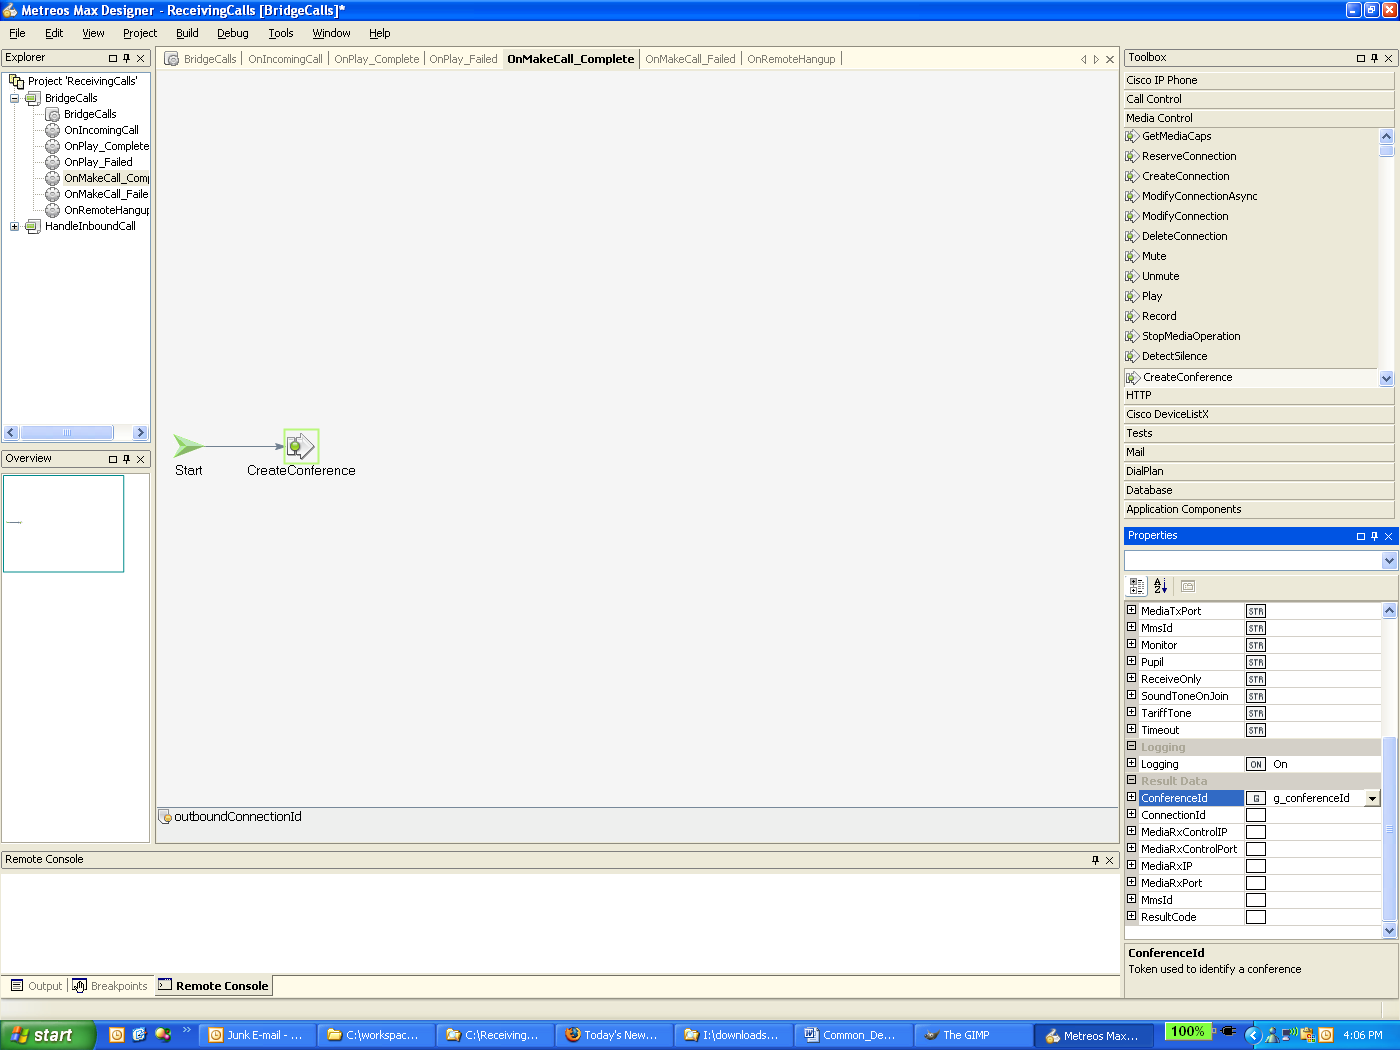 Metreos Max Designer - ReceivingCalls [BridgeCalls]*
File Edit View Project Build Debug Tools Window Help
Explorer
Project 'ReceivingCalls'
BridgeCalls
BridgeCalls
OnIncomingCall
OnPlay_Complete
OnPlay_Failed
OnMakeCall_Comp
OnMakeCall_Faile
OnRemoteHangup
HandleInboundCall
Overview
BridgeCalls OnIncomingCall OnPlay_Complete OnPlay_Failed OnMakeCall_Complete OnMakeCall_Failed OnRemoteHangup
Start
CreateConference
outboundConnectionId
Toolbox
Cisco IP Phone
Call Control
Media Control
GetMediaCaps
ReserveConnection
CreateConnection
ModifyConnectionAsync
ModifyConnection
DeleteConnection
Mute
Unmute
Play
Record
StopMediaOperation
DetectSilence
CreateConference
HTTP
Cisco DeviceListX
Tests
Mail
DialPlan
Database
Application Components
Properties
MediaTxPort STR
MmsId STR
Monitor STR
Pupil STR
ReceiveOnly STR
SoundToneOnJoin STR
TariffTone STR
Timeout STR
Logging
Logging ON On
Result Data
ConferenceId G g_conferenceId
ConnectionId
MediaRxControlIP
MediaRxControlPort
MediaRxIP
MediaRxPort
MmsId
ResultCode
ConferenceId
Token used to identify a conference
Remote Console
Output Breakpoints Remote Console
start Junk E-mail - ... C:\workspac... C:\Receiving... Today's New... I:\downloads... Common_De... The GIMP Metreos Max... 100% 4:06 PM